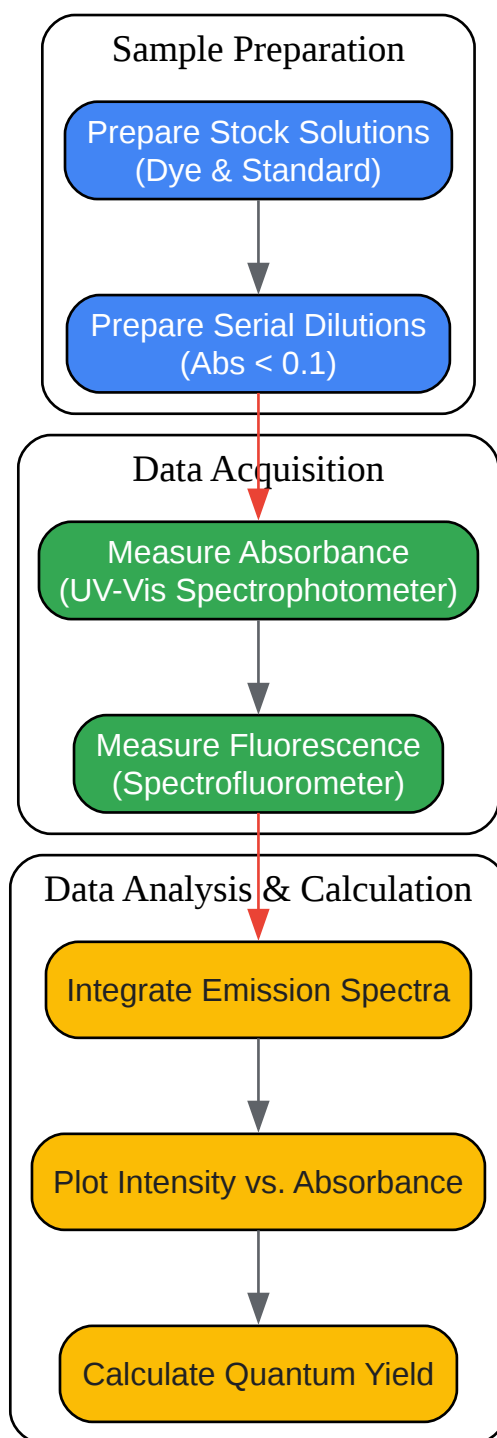 Sample Preparation
Prepare Stock Solutions
(Dye & Standard)
Prepare Serial Dilutions
(Abs < 0.1)
Data Acquisition
Measure Absorbance
(UV-Vis Spectrophotometer)
Measure Fluorescence
(Spectrofluorometer)
Data Analysis & Calculation
Integrate Emission Spectra
Plot Intensity vs. Absorbance
Calculate Quantum Yield